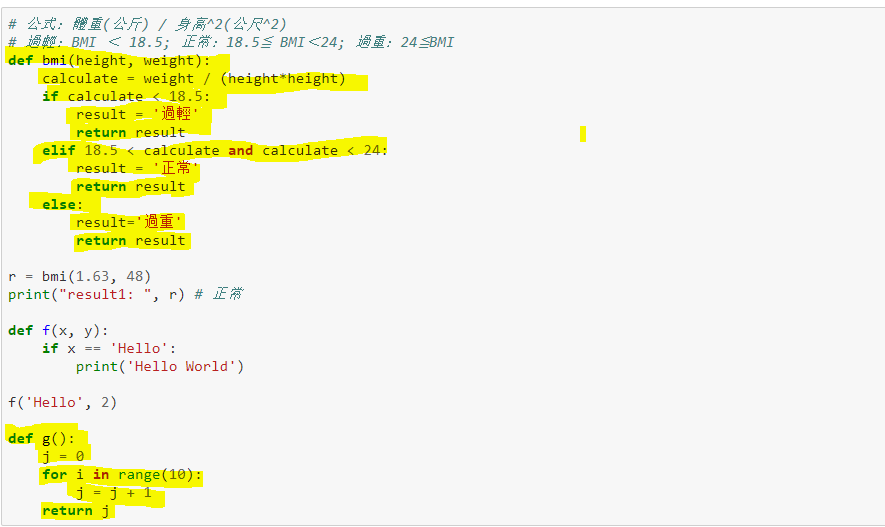 # 公式: 體重(公斤) / 身高^2(公尺^2)
# 過輕: BMI < 18.5; 正常: 18.5≦ BMI<24; 過重: 24≦BMI
def bmi(height, weight):
    calculate = weight / (height*height)
    if calculate < 18.5:
        result = '過輕'
        return result
    elif 18.5 < calculate and calculate < 24:
        result = '正常'
        return result
    else:
        result='過重'
        return result
r = bmi(1.63, 48)
print("result1: ", r) # 正常
def f(x, y):
    if x == 'Hello':
        print('Hello World')
f('Hello', 2)
def g():
    j = 0
    for i in range(10):
        j = j + 1
    return j